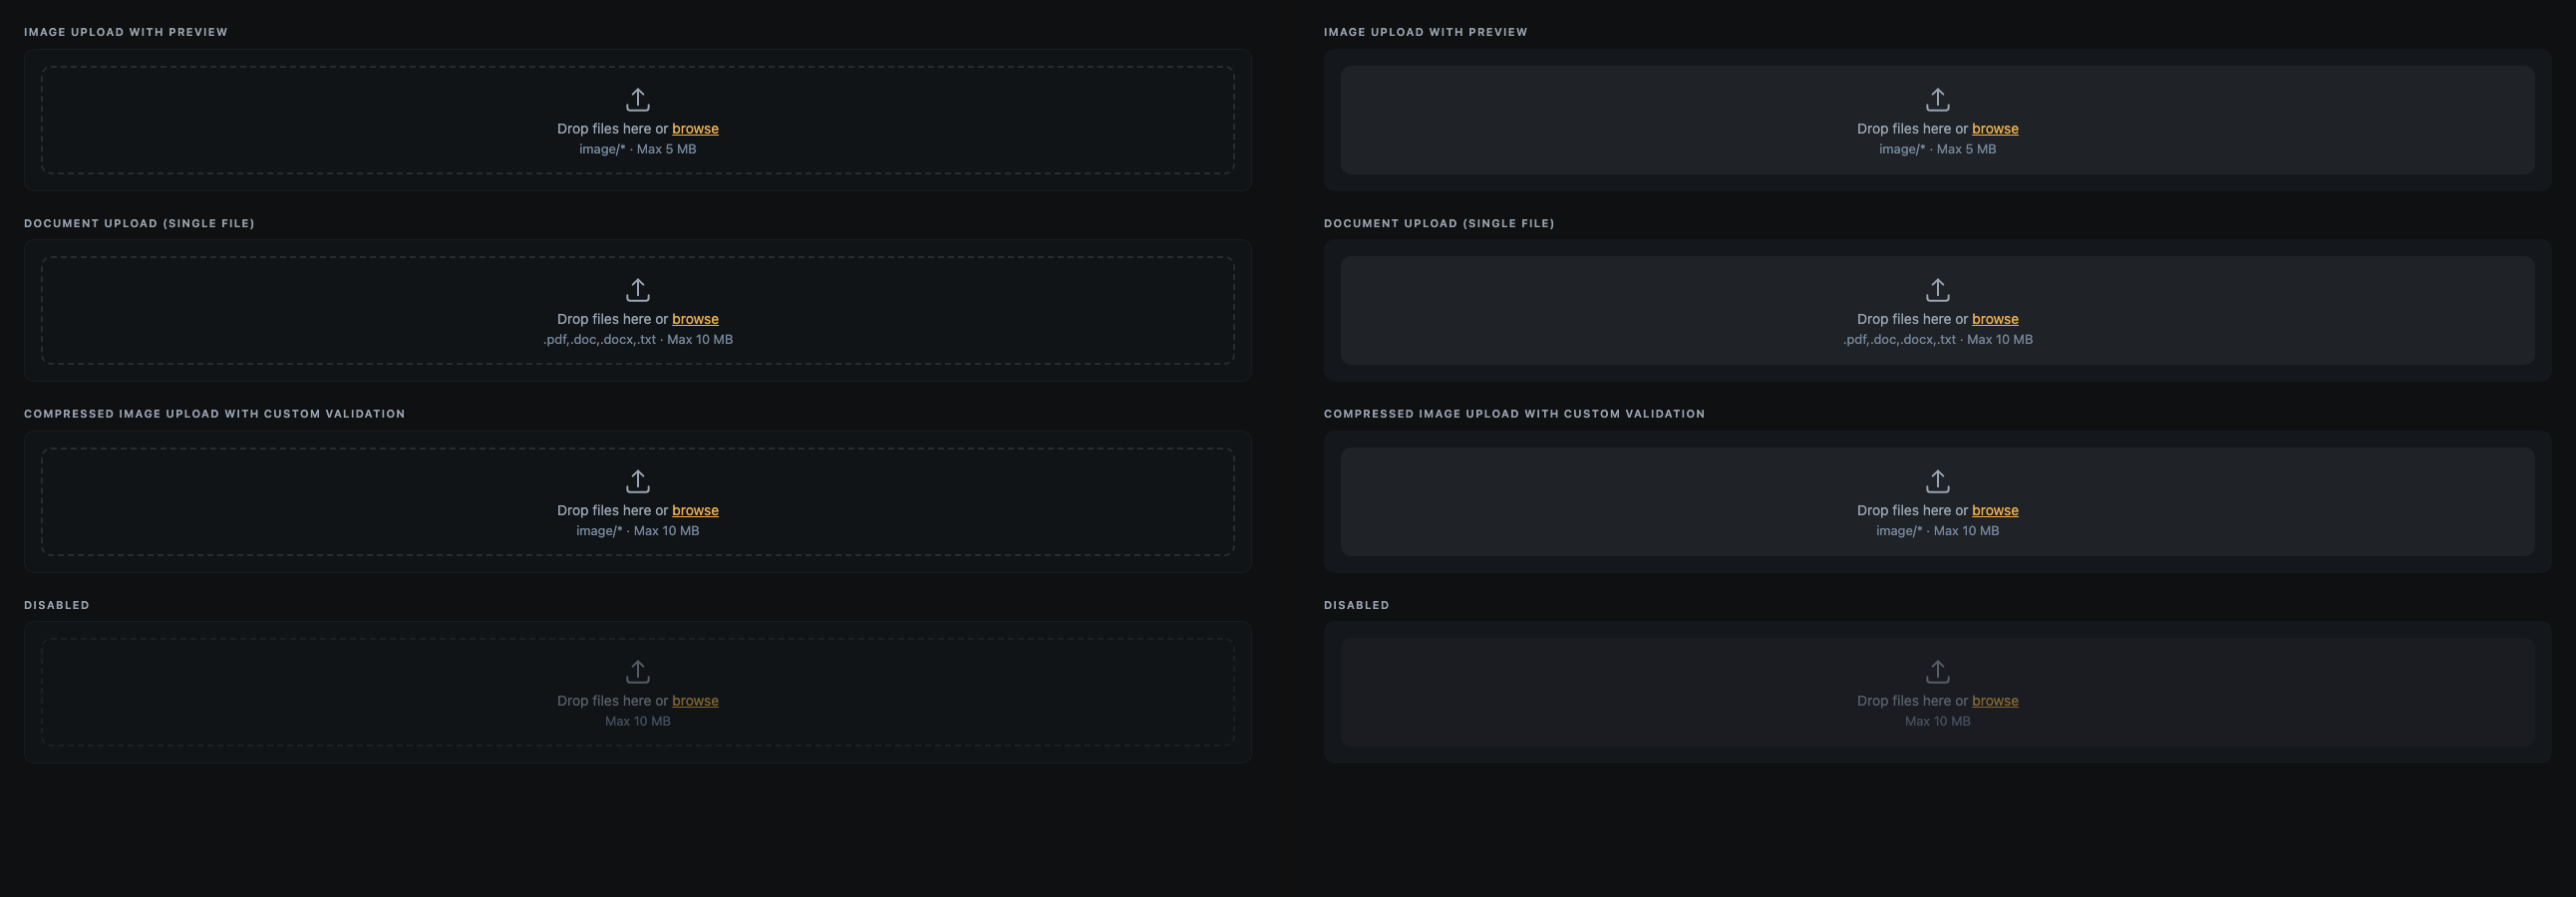 IMAGE UPLOAD WITH PREVIEW
Drop files here or browse
image/* · Max 5 MB
DOCUMENT UPLOAD (SINGLE FILE)
Drop files here or browse
.pdf,.doc,.docx,.txt · Max 10 MB
COMPRESSED IMAGE UPLOAD WITH CUSTOM VALIDATION
Drop files here or browse
image/* · Max 10 MB
DISABLED
Drop files here or browse
Max 10 MB
IMAGE UPLOAD WITH PREVIEW
Drop files here or browse
image/* · Max 5 MB
DOCUMENT UPLOAD (SINGLE FILE)
Drop files here or browse
.pdf,.doc,.docx,.txt · Max 10 MB
COMPRESSED IMAGE UPLOAD WITH CUSTOM VALIDATION
Drop files here or browse
image/* · Max 10 MB
DISABLED
Drop files here or browse
Max 10 MB